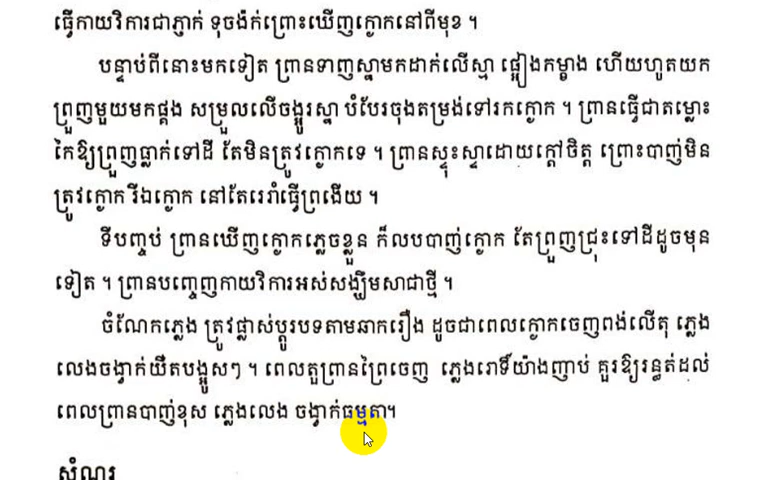 ធ្វើកាយវិការជាភ្ញាក់ ទុចង៉ក់ព្រោះឃើញក្ងោកនៅពីមុខ ។
បន្ទាប់ពីនោះមកទៀត ព្រានទាញស្នាមកដាក់លើស្មា ផ្អៀងកម្ខាង ហើយហូតយក
ព្រួញមួយមកផ្គង សម្រួលលើចង្អូរស្នា បំបែរចុងតម្រង់ទៅរកក្ងោក ។ ព្រានធ្វើជាតម្លោះ
កៃឱ្យព្រួញធ្លាក់ទៅដី តែមិនត្រូវក្ងោកទេ ។ ព្រានស្ទុះស្ទាដោយក្ដៅចិត្ត ព្រោះបាញ់មិន
ត្រូវក្ងោក រីឯក្ងោក នៅតែរេរាំធ្វើព្រងើយ ។
ទីបញ្ចប់ ព្រានឃើញក្ងោកភ្លេចខ្លួន ក៏លបបាញ់ក្ងោក តែព្រួញជ្រុះទៅដីដូចមុន
ទៀត ។ ព្រានបញ្ចេញកាយវិការអស់សង្ឃឹមសាជាថ្មី ។
ចំណែកភ្លេង ត្រូវផ្លាស់ប្ដូរបទតាមឆាករឿង ដូចជាពេលក្ងោកចេញពង់លើតុ ភ្លេង
លេងចង្វាក់យឺតបង្អូសៗ ។ ពេលតួព្រានព្រៃចេញ ភ្លេងរោទិ៍យ៉ាងញាប់ គួរឱ្យរន្ធត់ដល់
ពេលព្រានបាញ់ខុស ភ្លេងលេង ចង្វាក់ធម្មតា។
សំណួរ